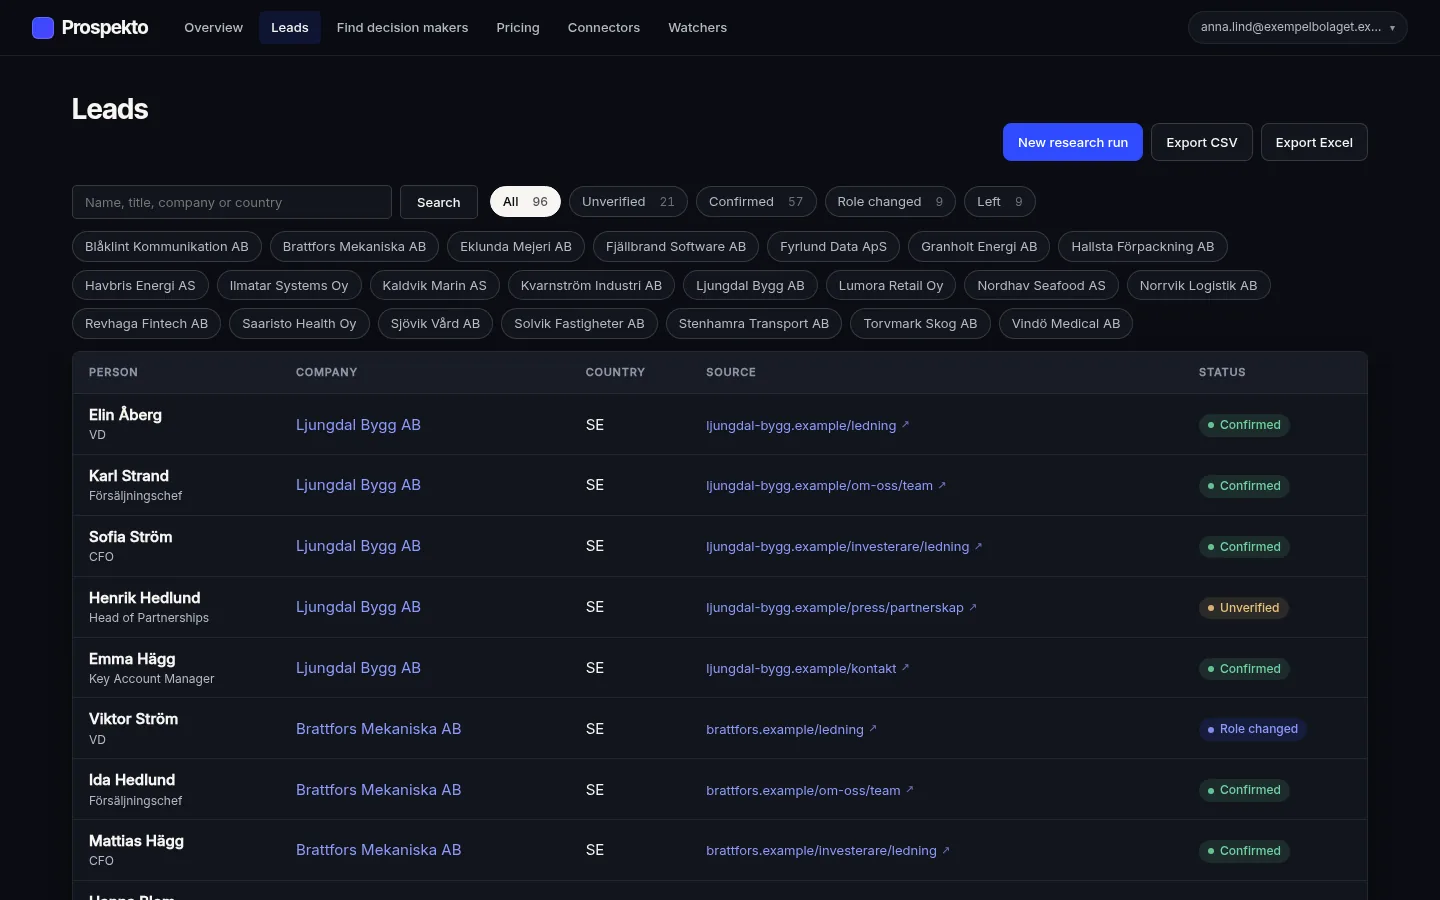 Prospekto Overview Leads Find decision makers Pricing Connectors Watchers anna.lind@exempelbolaget.ex... ▾
Leads
New research run Export CSV Export Excel
Name, title, company or country Search All 96 Unverified 21 Confirmed 57 Role changed 9 Left 9
Blåklint Kommunikation AB Brattfors Mekaniska AB Eklunda Mejeri AB Fjällbrand Software AB Fyrlund Data ApS Granholt Energi AB Hallsta Förpackning AB
Havbris Energi AS Ilmatar Systems Oy Kaldvik Marin AS Kvarnström Industri AB Ljungdal Bygg AB Lumora Retail Oy Nordhav Seafood AS Norrvik Logistik AB
Revhaga Fintech AB Saaristo Health Oy Sjövik Vård AB Solvik Fastigheter AB Stenhamra Transport AB Torvmark Skog AB Vindö Medical AB
PERSON COMPANY COUNTRY SOURCE STATUS
Elin Åberg
VD
Ljungdal Bygg AB SE ljungdal-bygg.example/ledning ↗ Confirmed
Karl Strand
Försäljningschef
Ljungdal Bygg AB SE ljungdal-bygg.example/om-oss/team ↗ Confirmed
Sofia Ström
CFO
Ljungdal Bygg AB SE ljungdal-bygg.example/investerare/ledning ↗ Confirmed
Henrik Hedlund
Head of Partnerships
Ljungdal Bygg AB SE ljungdal-bygg.example/press/partnerskap ↗ Unverified
Emma Hägg
Key Account Manager
Ljungdal Bygg AB SE ljungdal-bygg.example/kontakt ↗ Confirmed
Viktor Ström
VD
Brattfors Mekaniska AB SE brattfors.example/ledning ↗ Role changed
Ida Hedlund
Försäljningschef
Brattfors Mekaniska AB SE brattfors.example/om-oss/team ↗ Confirmed
Mattias Hägg
CFO
Brattfors Mekaniska AB SE brattfors.example/investerare/ledning ↗ Confirmed